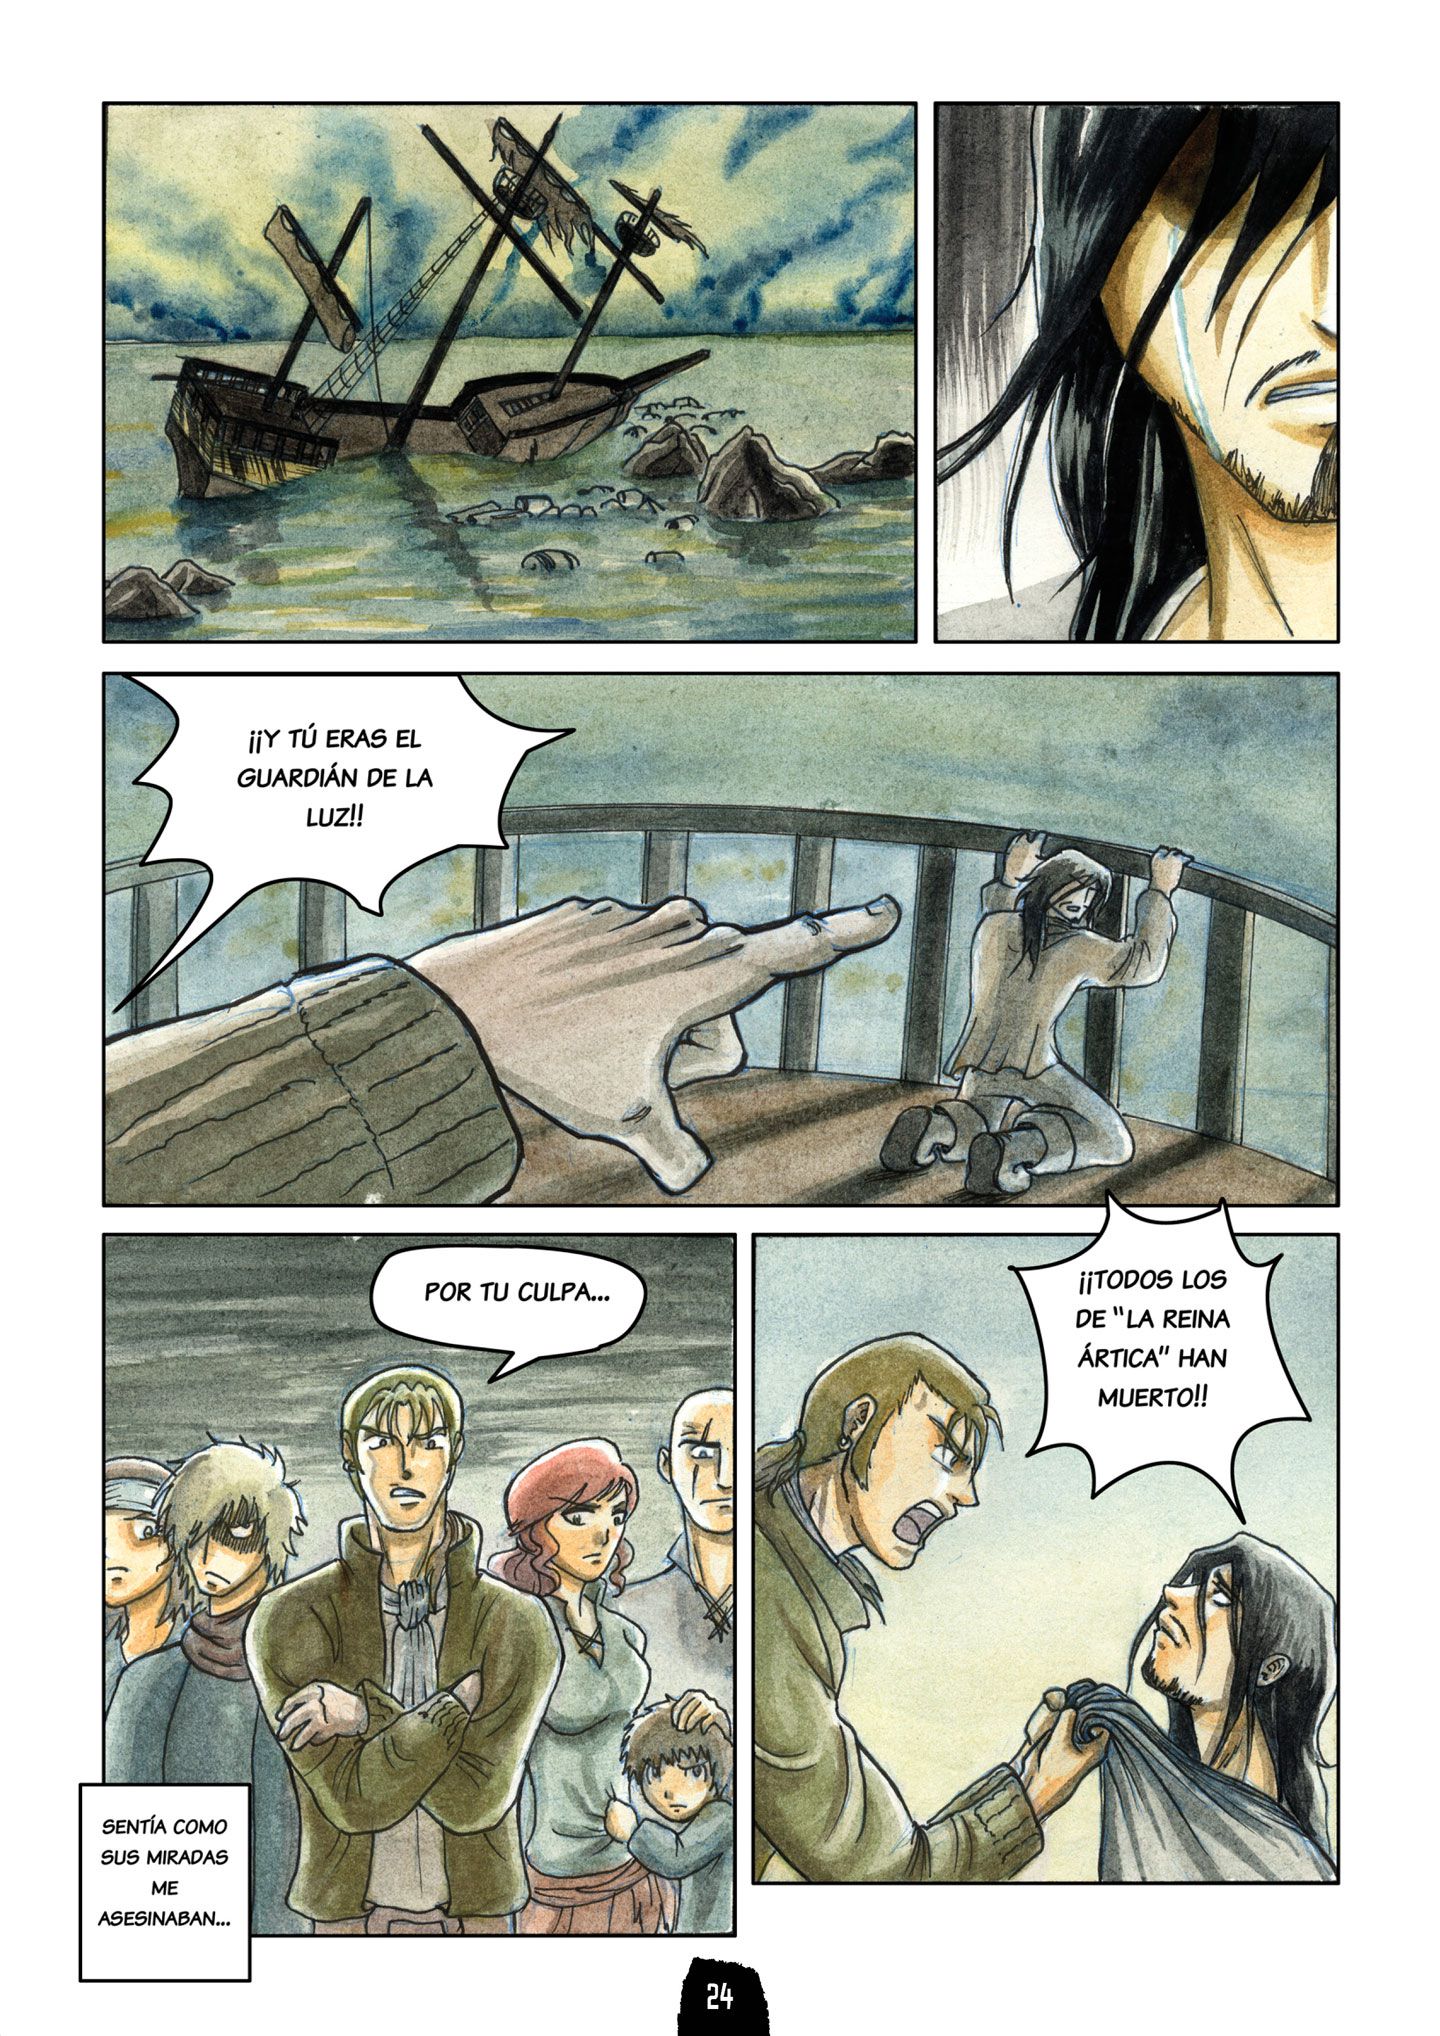 ¡¡Y TÚ ERAS EL
GUARDIÁN DE LA
LUZ!!
POR TU CULPA...
¡¡TODOS LOS
DE "LA REINA
ÁRTICA" HAN
MUERTO!!
SENTÍA COMO
SUS MIRADAS
ME
ASESINABAN...
24